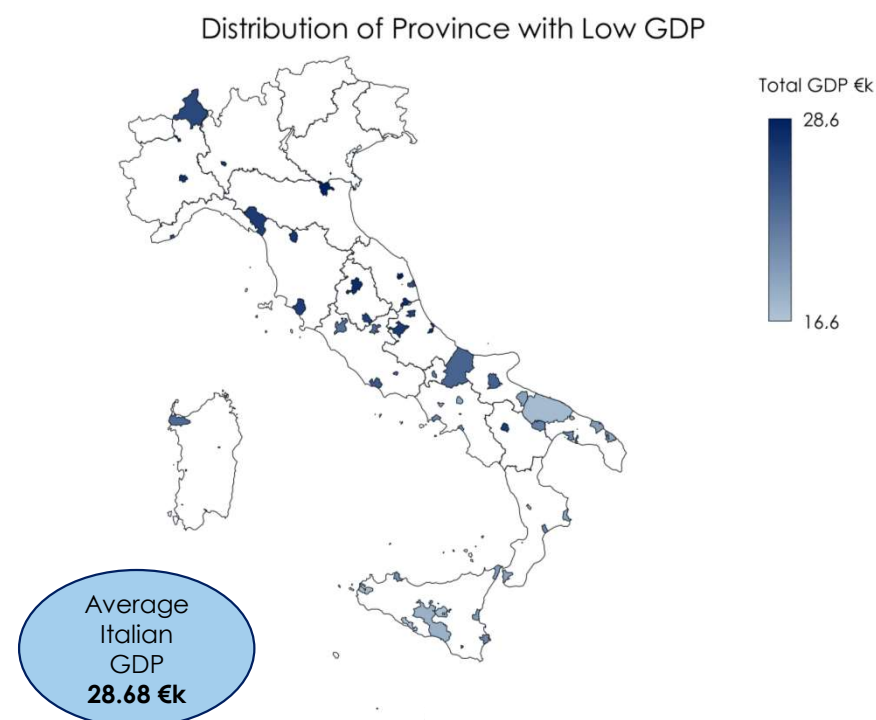 Distribution of Province with Low GDP
Total GDP €k
28,6
16,6
Average
Italian
GDP
28.68 €k